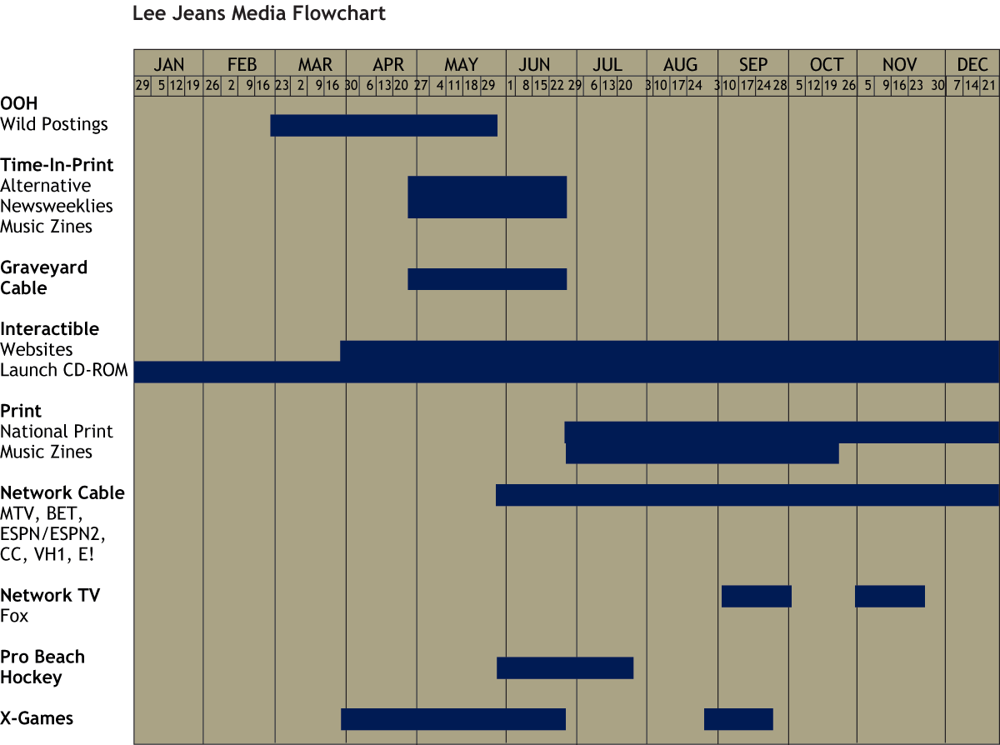 Lee Jeans Media Flowchart
JAN FEB MAR APR MAY JUN JUL AUG SEP OCT NOV DEC
29 5 12 19 26 2 9 16 23 2 9 16 30 6 13 20 27 4 11 18 29 1 8 15 22 29 6 13 20 3 10 17 24 3 10 17 24 28 5 12 19 26 5 9 16 23 30 7 14 21
OOH
Wild Postings
Time-In-Print
Alternative
Newsweeklies
Music Zines
Graveyard
Cable
Interactible
Websites
Launch CD-ROM
Print
National Print
Music Zines
Network Cable
MTV, BET,
ESPN/ESPN2,
CC, VH1, E!
Network TV
Fox
Pro Beach
Hockey
X-Games